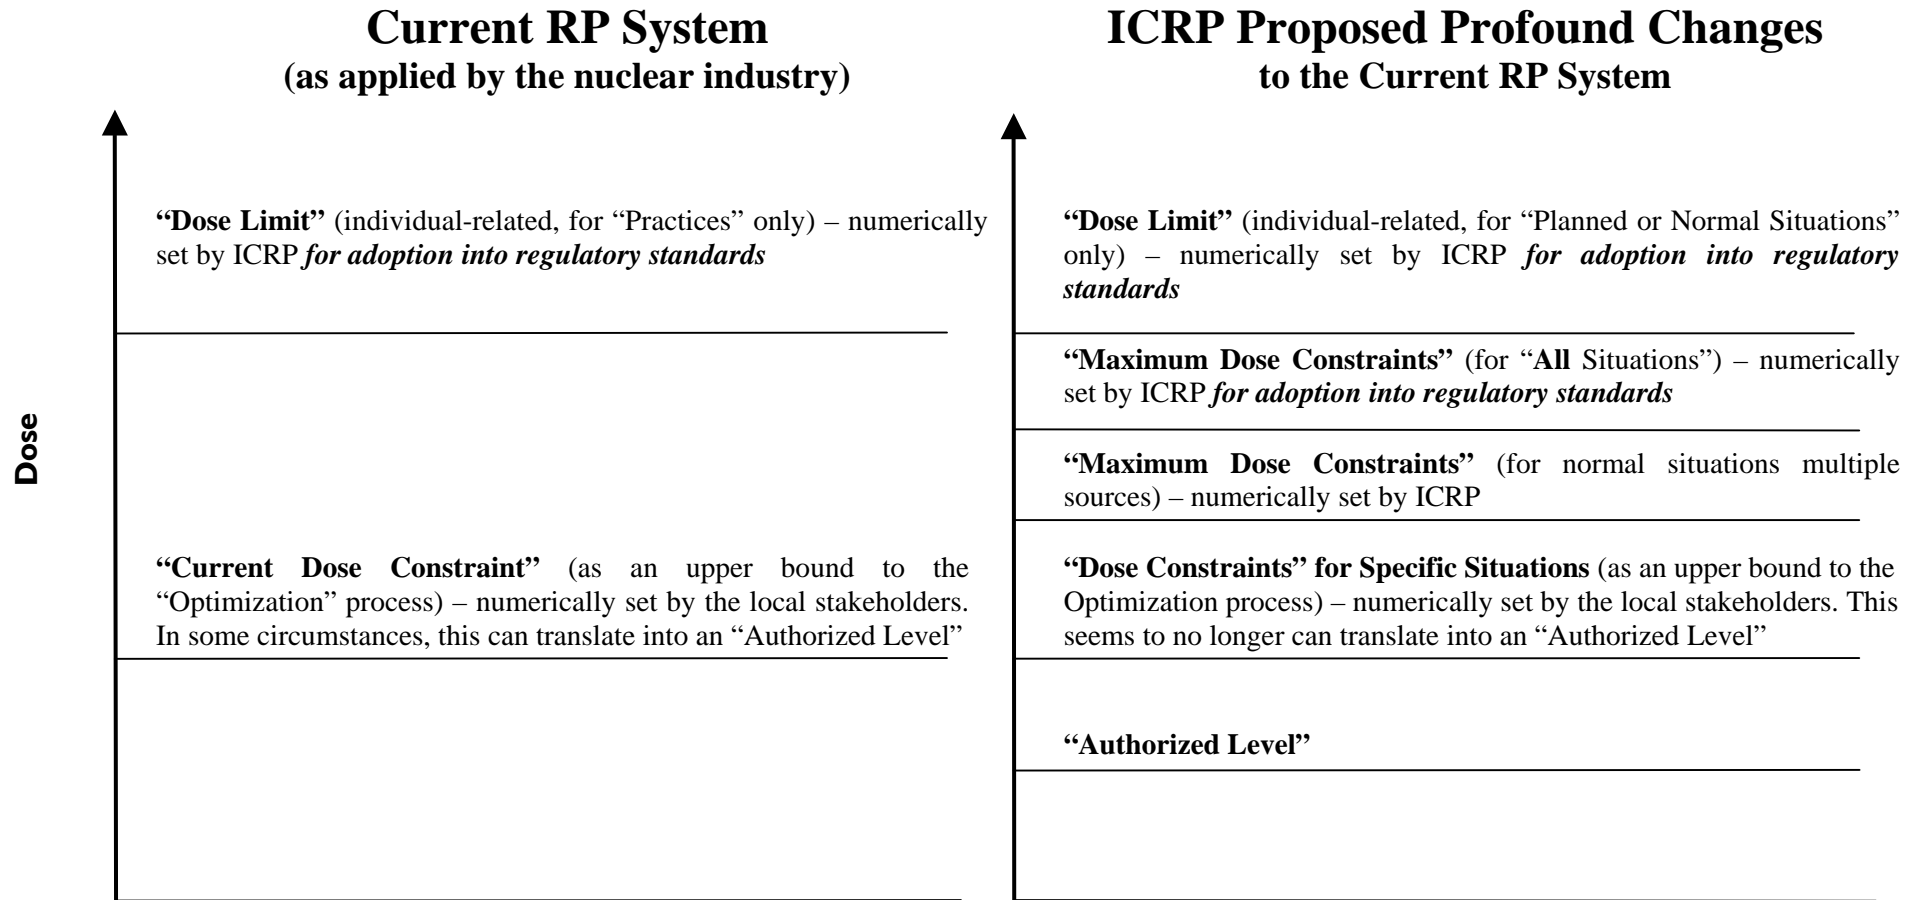 Current RP System
(as applied by the nuclear industry)
“Dose Limit” (individual-related, for “Practices” only) – numerically
set by ICRP for adoption into regulatory standards
“Current Dose Constraint” (as an upper bound to the
“Optimization” process) – numerically set by the local stakeholders.
In some circumstances, this can translate into an “Authorized Level”
Dose
ICRP Proposed Profound Changes
to the Current RP System
“Dose Limit” (individual-related, for “Planned or Normal Situations”
only) – numerically set by ICRP for adoption into regulatory
standards
“Maximum Dose Constraints” (for “All Situations”) – numerically
set by ICRP for adoption into regulatory standards
“Maximum Dose Constraints” (for normal situations multiple
sources) – numerically set by ICRP
“Dose Constraints” for Specific Situations (as an upper bound to the
Optimization process) – numerically set by the local stakeholders. This
seems to no longer can translate into an “Authorized Level”
“Authorized Level”